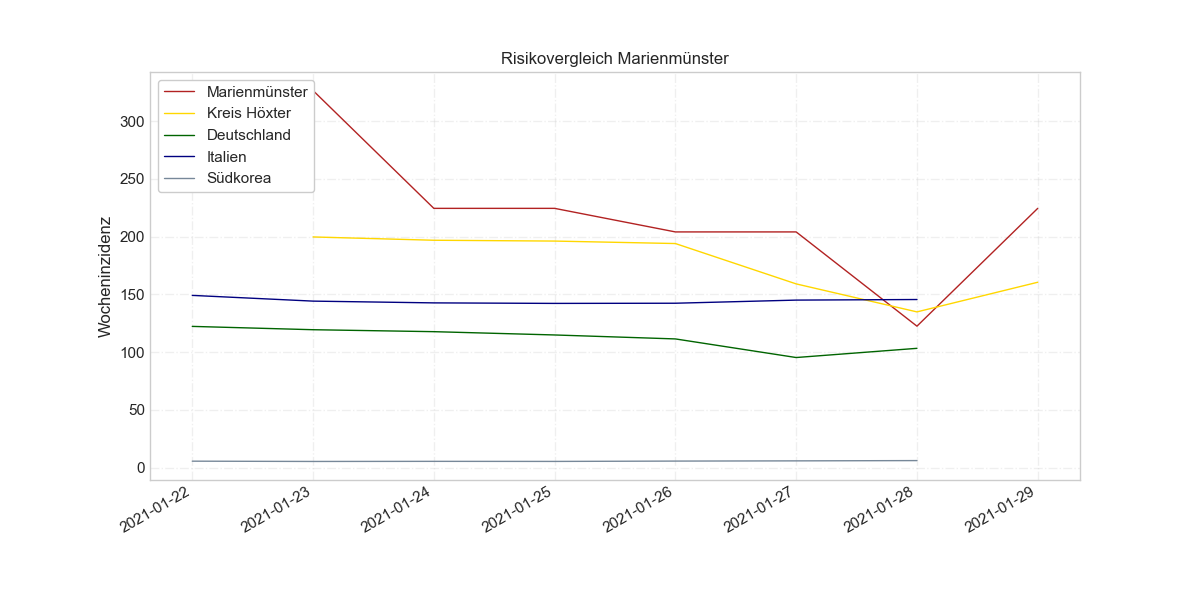 Risikovergleich Marienmünster
Marienmünster
Kreis Höxter
Deutschland
Italien
Südkorea
Wocheninzidenz
300
250
200
150
100
50
0
2021-01-22
2021-01-23
2021-01-24
2021-01-25
2021-01-26
2021-01-27
2021-01-28
2021-01-29